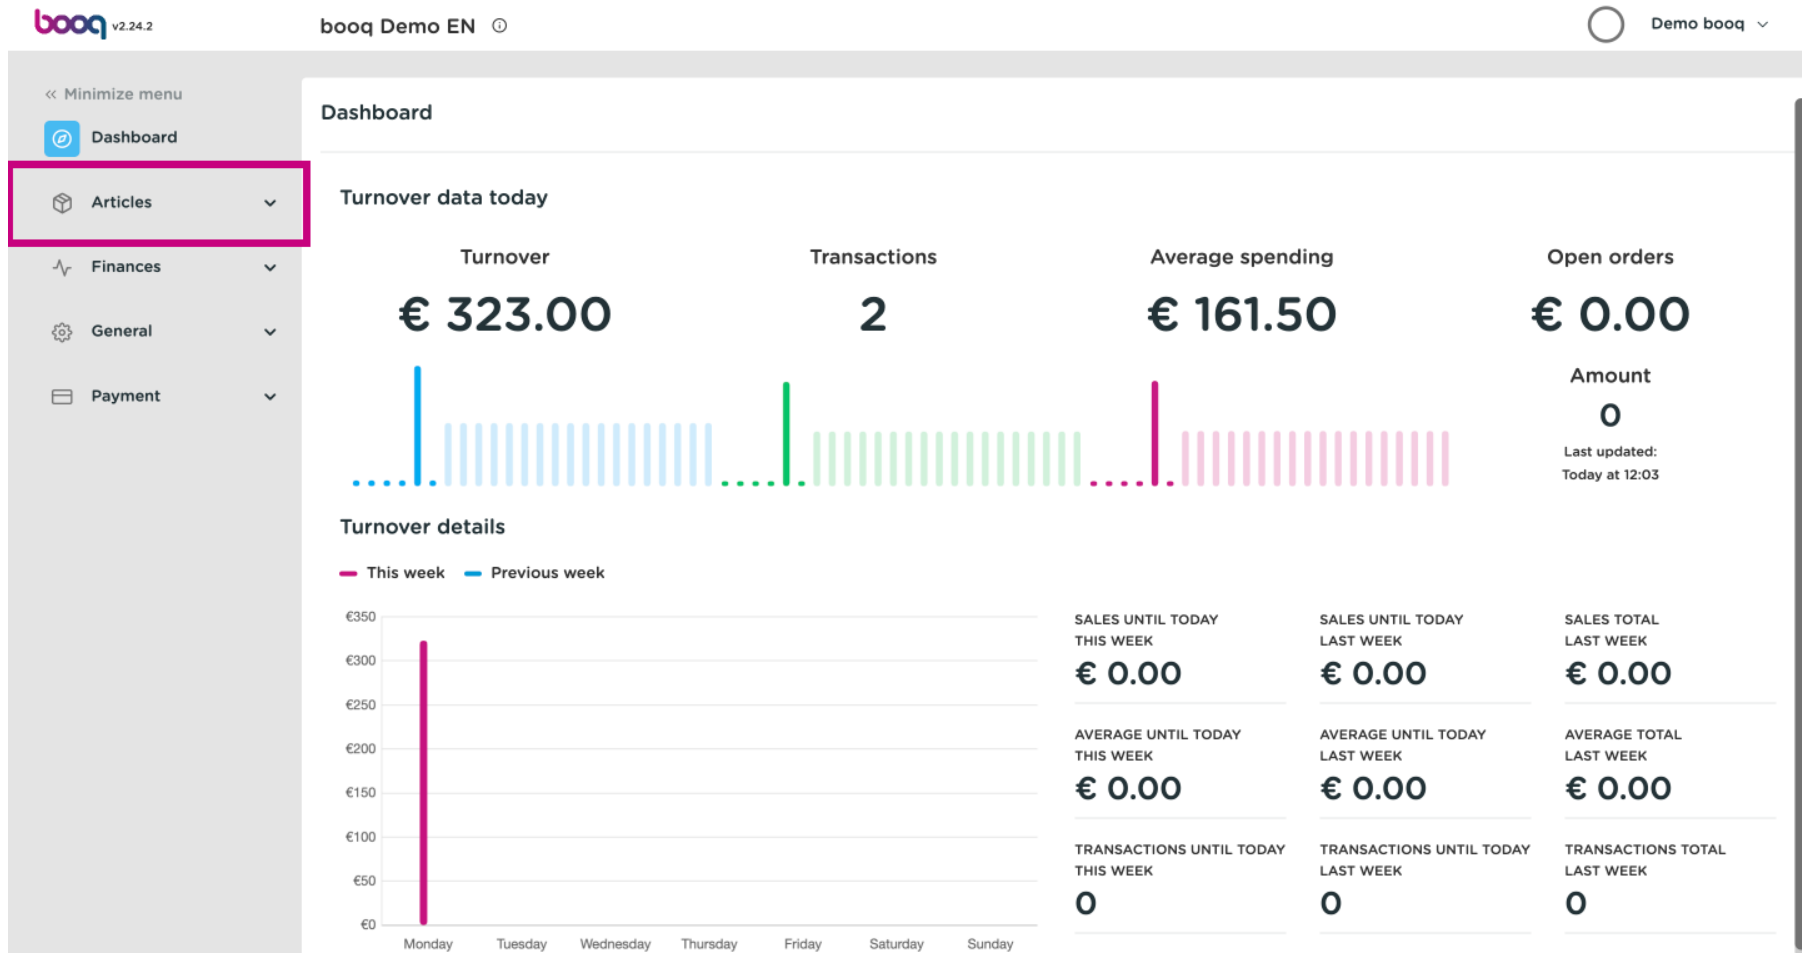 booq v2.24.2
booq Demo EN
Demo booq
« Minimize menu
Dashboard
Articles
Finances
General
Payment
Dashboard
Turnover data today
Turnover
€ 323.00
Transactions
2
Average spending
€ 161.50
Open orders
€ 0.00
Amount
0
Last updated:
Today at 12:03
Turnover details
This week Previous week
€350
€300
€250
€200
€150
€100
€50
€0
Monday Tuesday Wednesday Thursday Friday Saturday Sunday
SALES UNTIL TODAY
THIS WEEK
€ 0.00
SALES UNTIL TODAY
LAST WEEK
€ 0.00
SALES TOTAL
LAST WEEK
€ 0.00
AVERAGE UNTIL TODAY
THIS WEEK
€ 0.00
AVERAGE UNTIL TODAY
LAST WEEK
€ 0.00
AVERAGE TOTAL
LAST WEEK
€ 0.00
TRANSACTIONS UNTIL TODAY
THIS WEEK
0
TRANSACTIONS UNTIL TODAY
LAST WEEK
0
TRANSACTIONS TOTAL
LAST WEEK
0